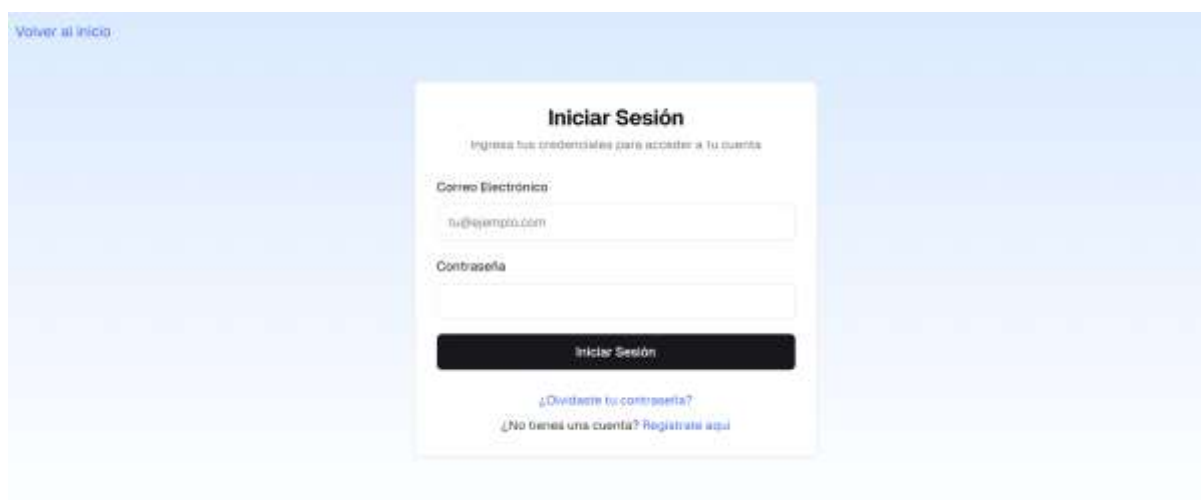 Volver al inicio
Iniciar Sesión
Ingresa tus credenciales para acceder a tu cuenta
Correo Electrónico
tu@ejemplo.com
Contraseña
Iniciar Sesión
¿Olvidaste tu contraseña?
¿No tienes una cuenta? Regístrate aquí